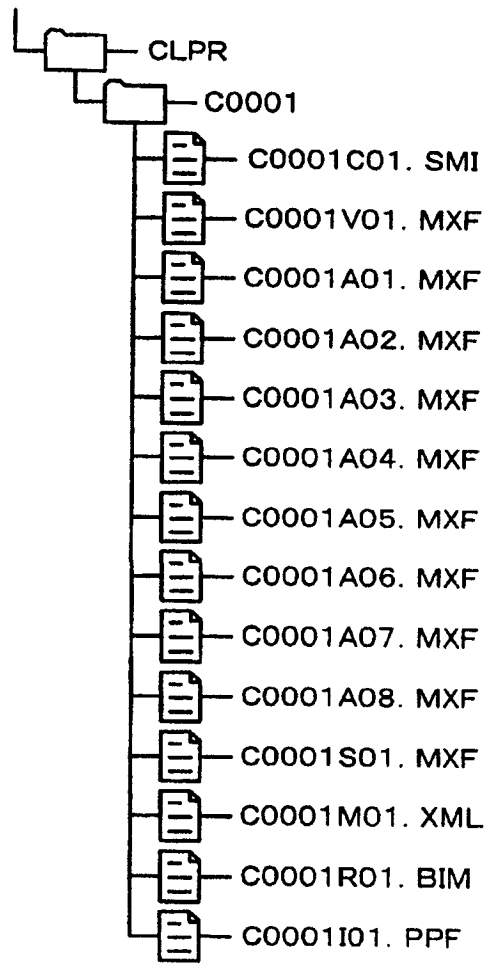 CLPR
C0001
C0001C01. SMI
C0001V01. MXF
C0001A01. MXF
C0001A02. MXF
C0001A03. MXF
C0001A04. MXF
C0001A05. MXF
C0001A06. MXF
C0001A07. MXF
C0001A08. MXF
C0001S01. MXF
C0001M01. XML
C0001R01. BIM
C0001I01. PPF